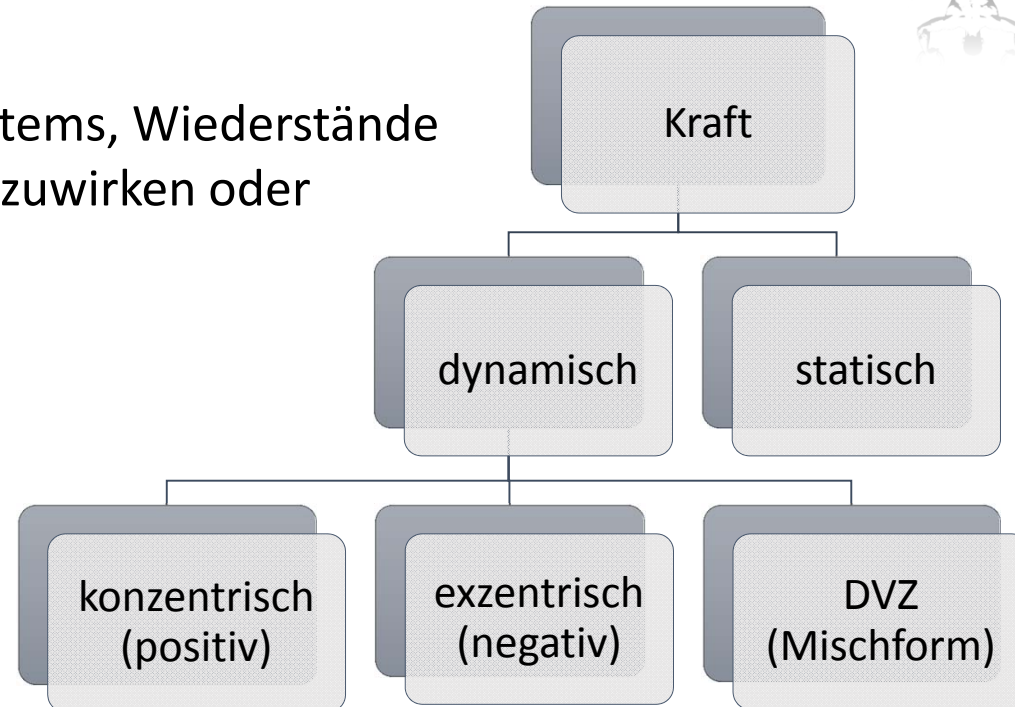 tems, Wiederstände
zuwirken oder
Kraft
dynamisch
statisch
konzentrisch
(positiv)
exzentrisch
(negativ)
DVZ
(Mischform)